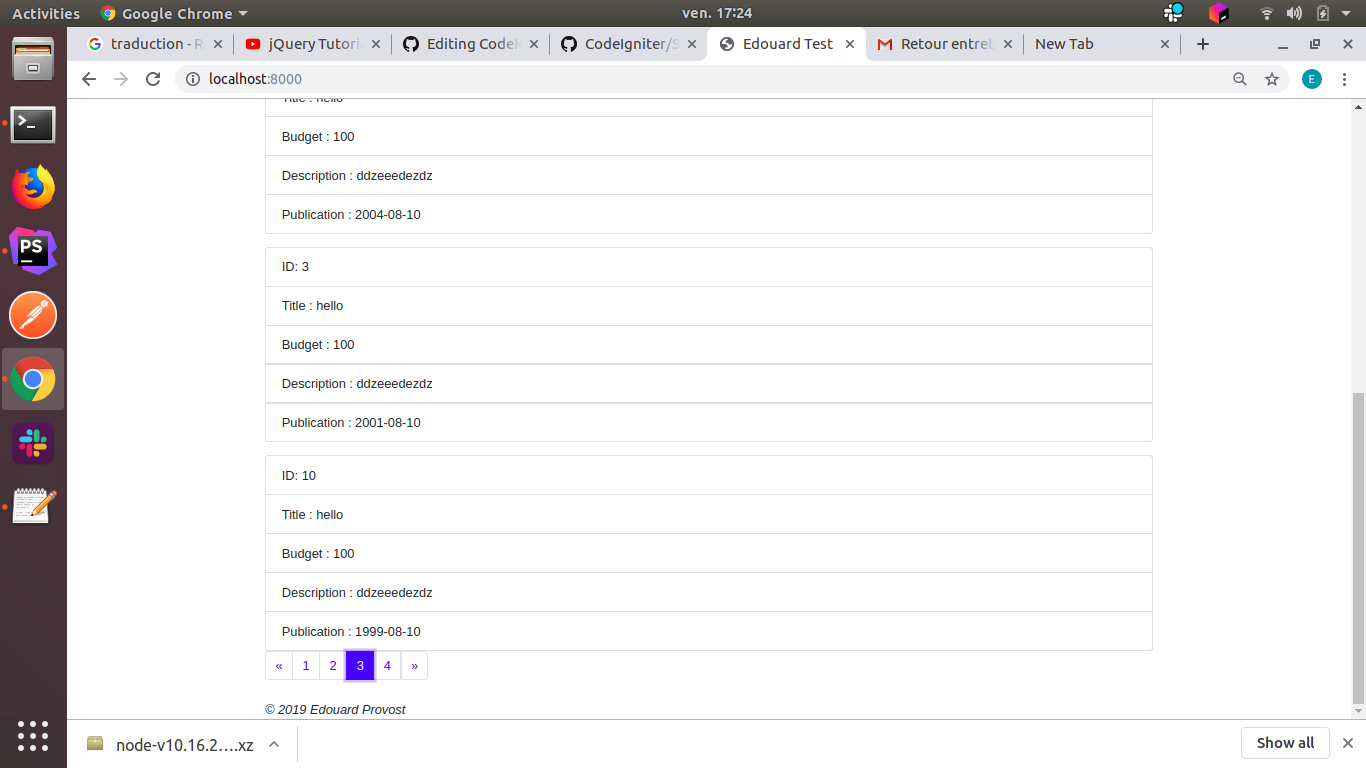 Activities Google Chrome ven. 17:24
traduction - R jQuery Tutori Editing CodeIg CodeIgniter/S Edouard Test Retour entret New Tab
localhost:8000
Title : hello
Budget : 100
Description : ddzeeedezdz
Publication : 2004-08-10
ID: 3
Title : hello
Budget : 100
Description : ddzeeedezdz
Publication : 2001-08-10
ID: 10
Title : hello
Budget : 100
Description : ddzeeedezdz
Publication : 1999-08-10
« 1 2 3 4 »
© 2019 Edouard Provost
node-v10.16.2....xz Show all
PS
E